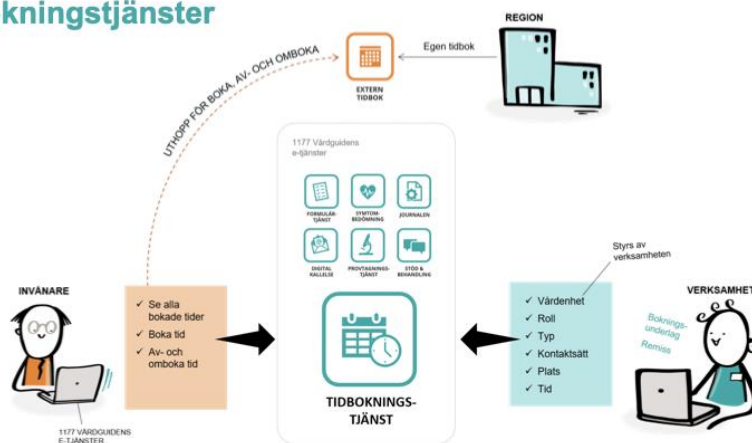 kningstjänster
REGION
Egen tidbok
EXTERN
TIDBOK
UTHOPP FÖR BOKA, AV- OCH OMBOKA
1177 Vårdguidens
e-tjänster
FORMULÄR-
TJÄNST
SYMTOM-
BEDÖMNING
JOURNALEN
DIGITAL
KALLELSE
PROVTAGNINGS-
TJÄNST
STÖD &
BEHANDLING
TIDBOKNINGS-
TJÄNST
INVÅNARE
✓ Se alla
bokade tider
✓ Boka tid
✓ Av- och
omboka tid
1177 VÅRDGUIDENS
E-TJÄNSTER
Styrs av
verksamheten
✓ Vårdenhet
✓ Roll
✓ Typ
✓ Kontaktsätt
✓ Plats
✓ Tid
VERKSAMHET
Boknings-
underlag
Remiss